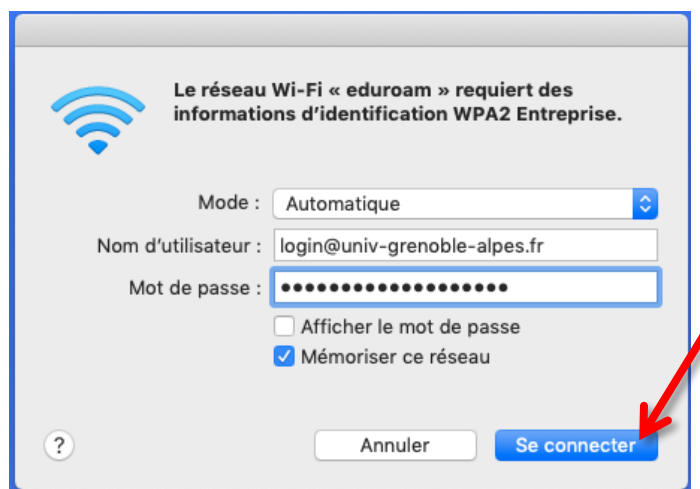 Le réseau Wi-Fi « eduroam » requiert des
informations d’identification WPA2 Entreprise.
Mode : Automatique
Nom d’utilisateur : login@univ-grenoble-alpes.fr
Mot de passe : •••••••••••••••••••
Afficher le mot de passe
Mémoriser ce réseau
? Annuler Se connecter